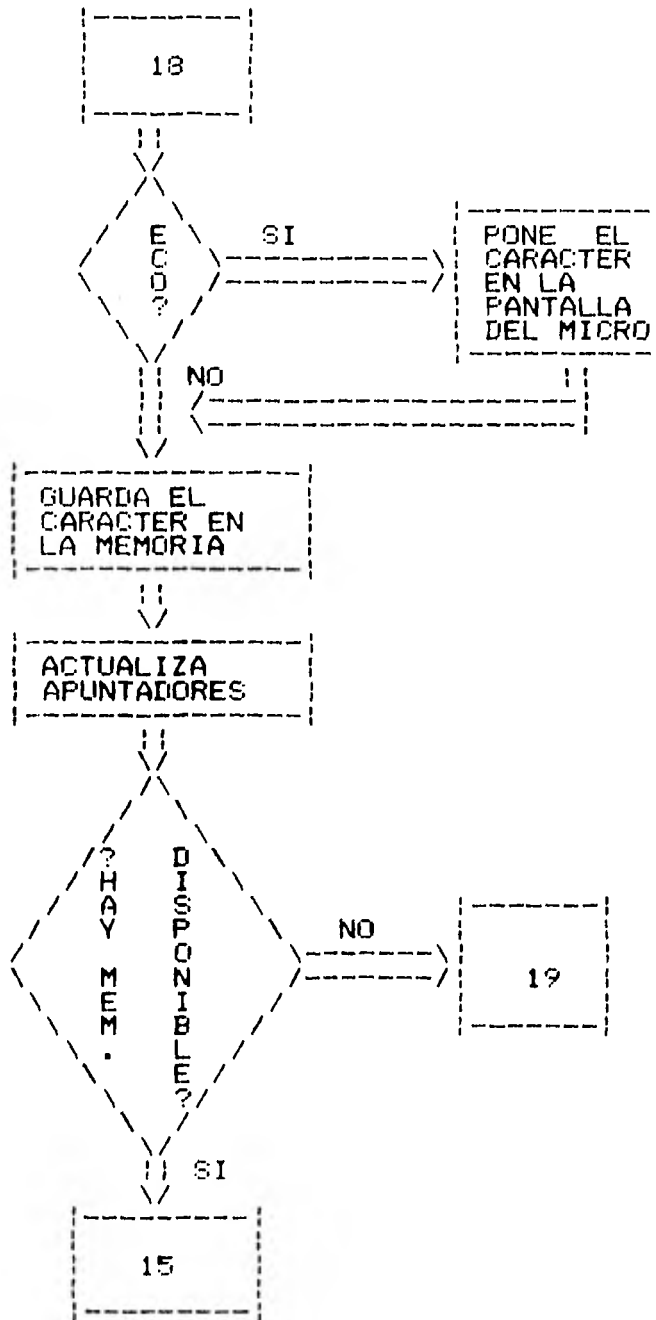 18
ECO?
SI
PONE EL
CARACTER
EN LA
PANTALLA
DEL MICRO
NO
GUARDA EL
CARACTER EN
LA MEMORIA
ACTUALIZA
APUNTADORES
?HAY MEM.
DISPONIBLE?
NO
19
SI
15